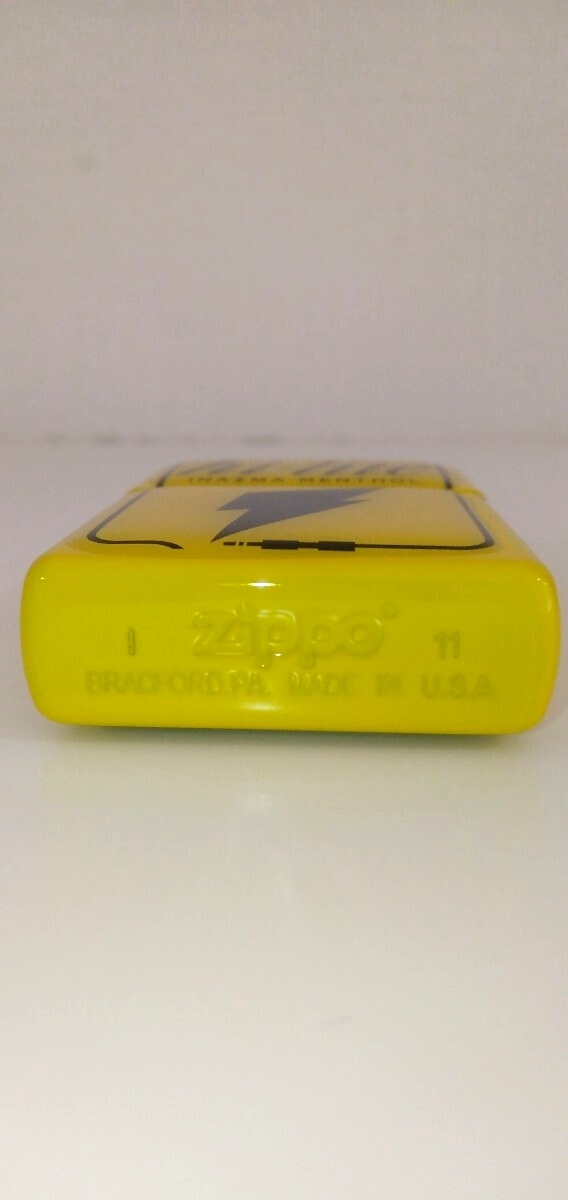 INAZMA MENTHOL
I zippo® 11
BRADFORD.PA. MADE IN U.S.A.